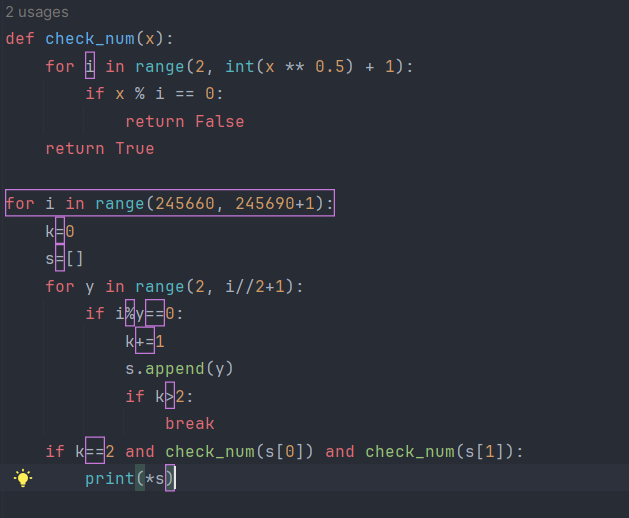 2 usages
def check_num(x):
    for i in range(2, int(x ** 0.5) + 1):
        if x % i == 0:
            return False
    return True
for i in range(245660, 245690+1):
    k=0
    s=[]
    for y in range(2, i//2+1):
        if i%y==0:
            k+=1
            s.append(y)
            if k>2:
                break
    if k==2 and check_num(s[0]) and check_num(s[1]):
        print(*s)